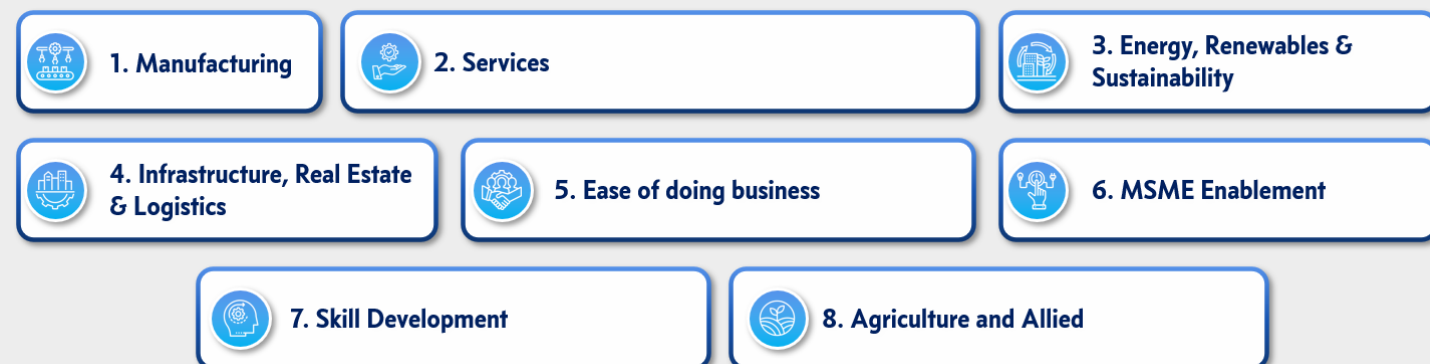 1. Manufacturing
2. Services
3. Energy, Renewables &
Sustainability
4. Infrastructure, Real Estate
& Logistics
5. Ease of doing business
6. MSME Enablement
7. Skill Development
8. Agriculture and Allied